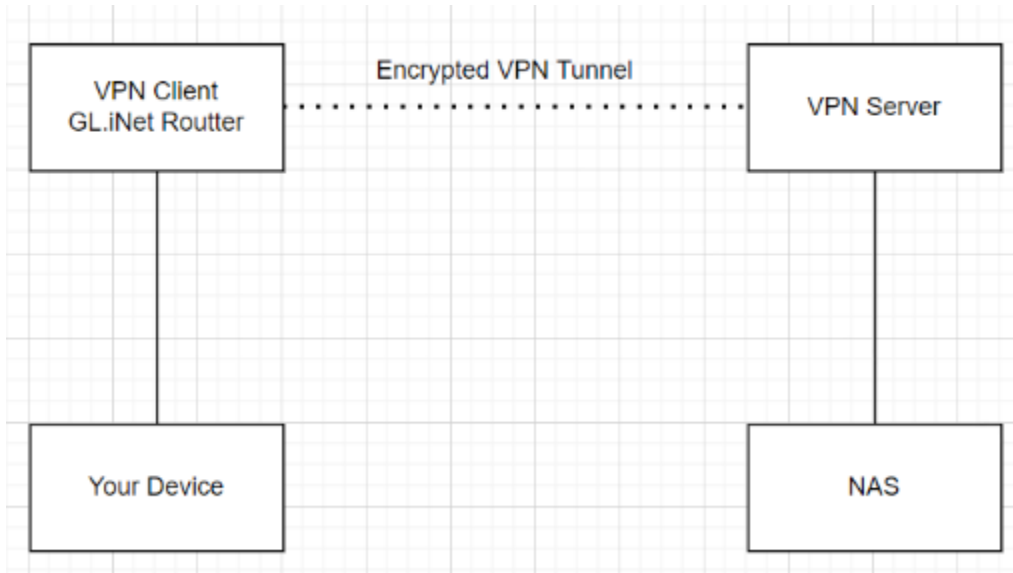 VPN Client
GL.iNet Routter
Encrypted VPN Tunnel
VPN Server
Your Device
NAS